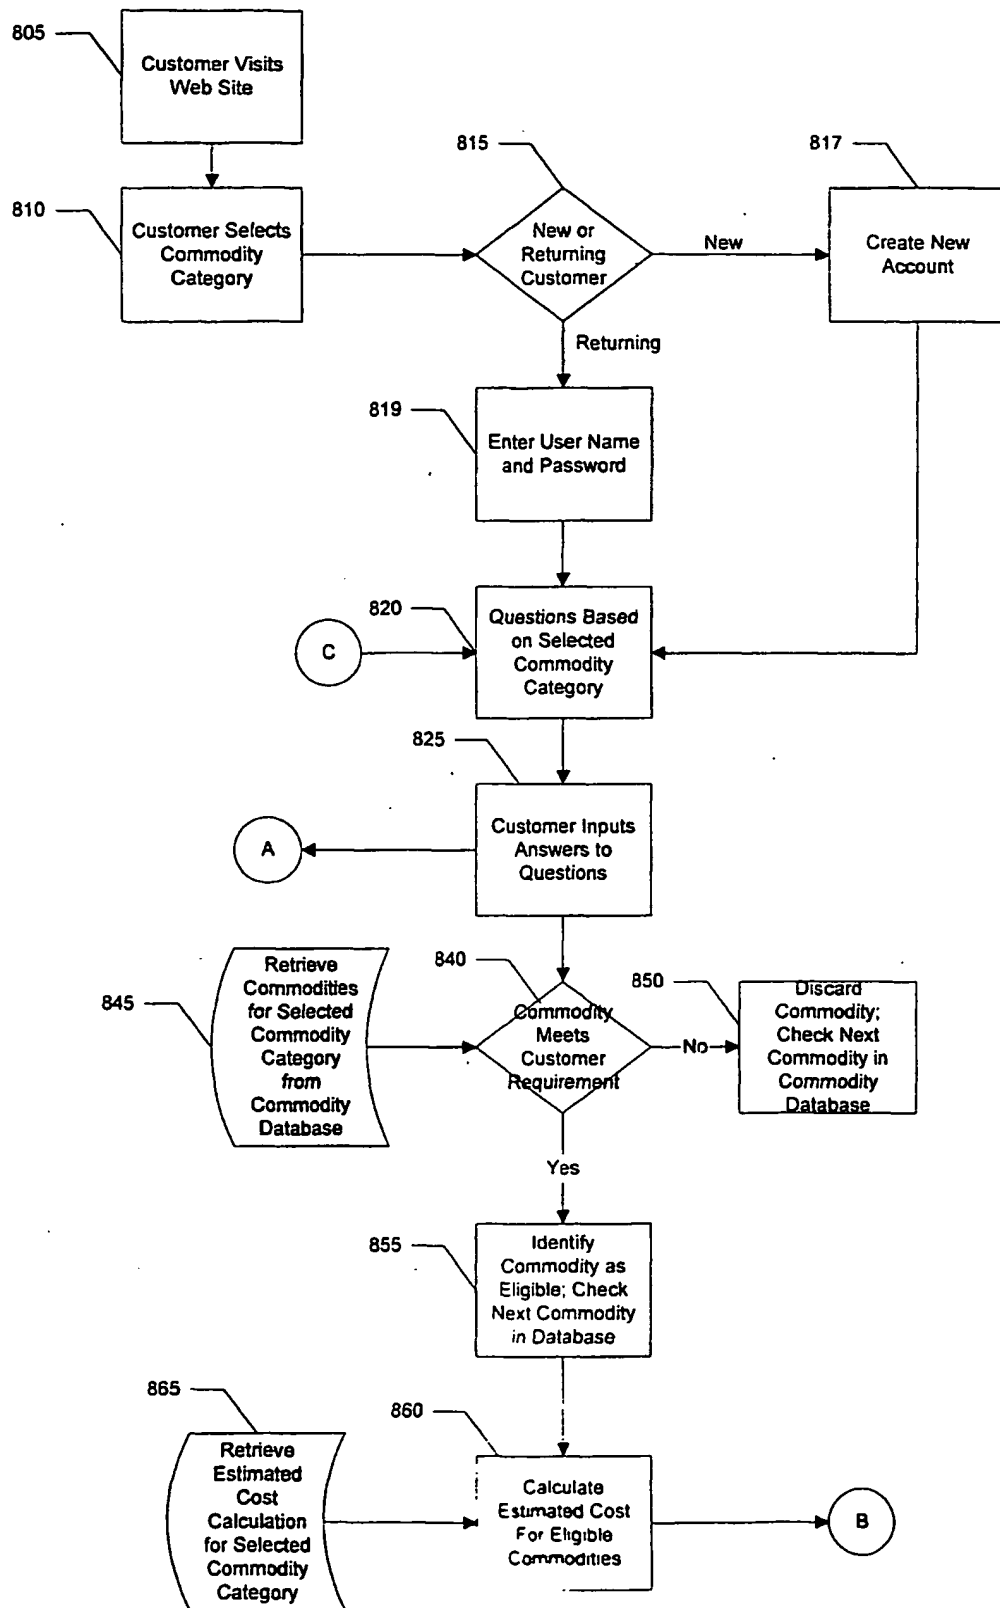 805
Customer Visits
Web Site
815
817
810
Customer Selects
Commodity
Category
New or
Returning
Customer
New
Create New
Account
Returning
819
Enter User Name
and Password
820
Questions Based
on Selected
Commodity
Category
C
825
Customer Inputs
Answers to
Questions
A
845
Retrieve
Commodities
for Selected
Commodity
Category
from
Commodity
Database
840
Commodity
Meets
Customer
Requirement
No
850
Discard
Commodity;
Check Next
Commodity in
Commodity
Database
Yes
855
Identify
Commodity as
Eligible; Check
Next Commodity
in Database
865
Retrieve
Estimated
Cost
Calculation
for Selected
Commodity
Category
860
Calculate
Estimated Cost
For Eligible
Commodities
B